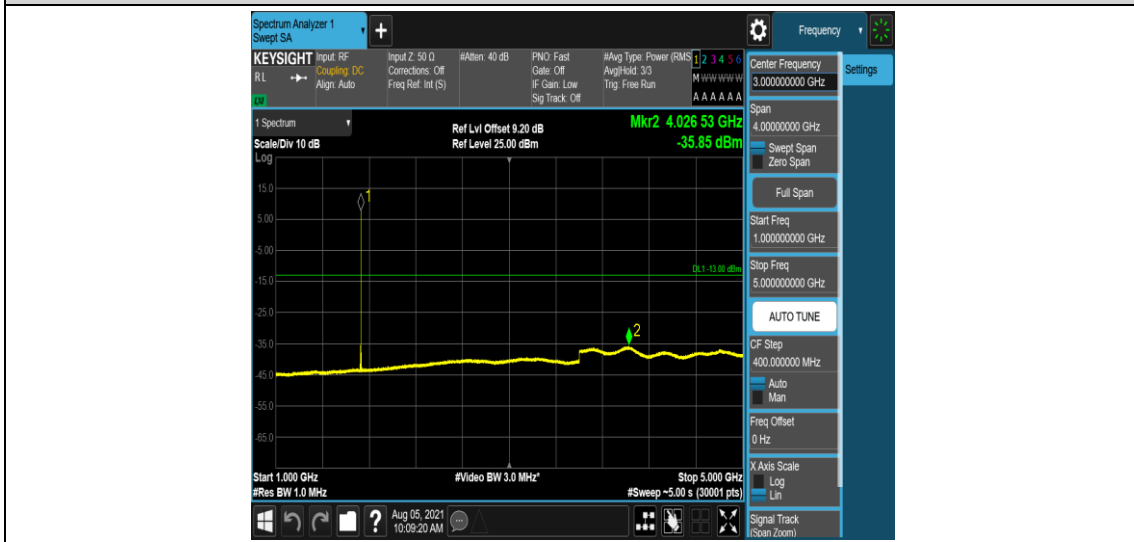 Spectrum Analyzer 1
Swept SA
+
Frequency
KEYSIGHT
RL
Input: RF
Coupling: DC
Align: Auto
Input Z: 50 Ω
Corrections: Off
Freq Ref: Int (S)
#Atten: 40 dB
PNO: Fast
Gate: Off
IF Gain: Low
Sig Track: Off
#Avg Type: Power (RMS
Avg|Hold: 3/3
Trig: Free Run
1 2 3 4 5 6
M W W W W W
A A A A A A
1 Spectrum
Scale/Div 10 dB
Ref Lvl Offset 9.20 dB
Ref Level 25.00 dBm
Mkr2 4.026 53 GHz
-35.85 dBm
Log
15.0
5.00
-5.00
-15.0
-25.0
-35.0
-45.0
-55.0
-65.0
1
DL1 -13.00 dBm
2
Start 1.000 GHz
#Res BW 1.0 MHz
#Video BW 3.0 MHz*
Stop 5.000 GHz
#Sweep ~5.00 s (30001 pts)
Center Frequency
3.000000000 GHz
Settings
Span
4.00000000 GHz
Swept Span
Zero Span
Full Span
Start Freq
1.000000000 GHz
Stop Freq
5.000000000 GHz
AUTO TUNE
CF Step
400.000000 MHz
Auto
Man
Freq Offset
0 Hz
X Axis Scale
Log
Lin
Signal Track
(Span Zoom)
?
Aug 05, 2021
10:09:20 AM